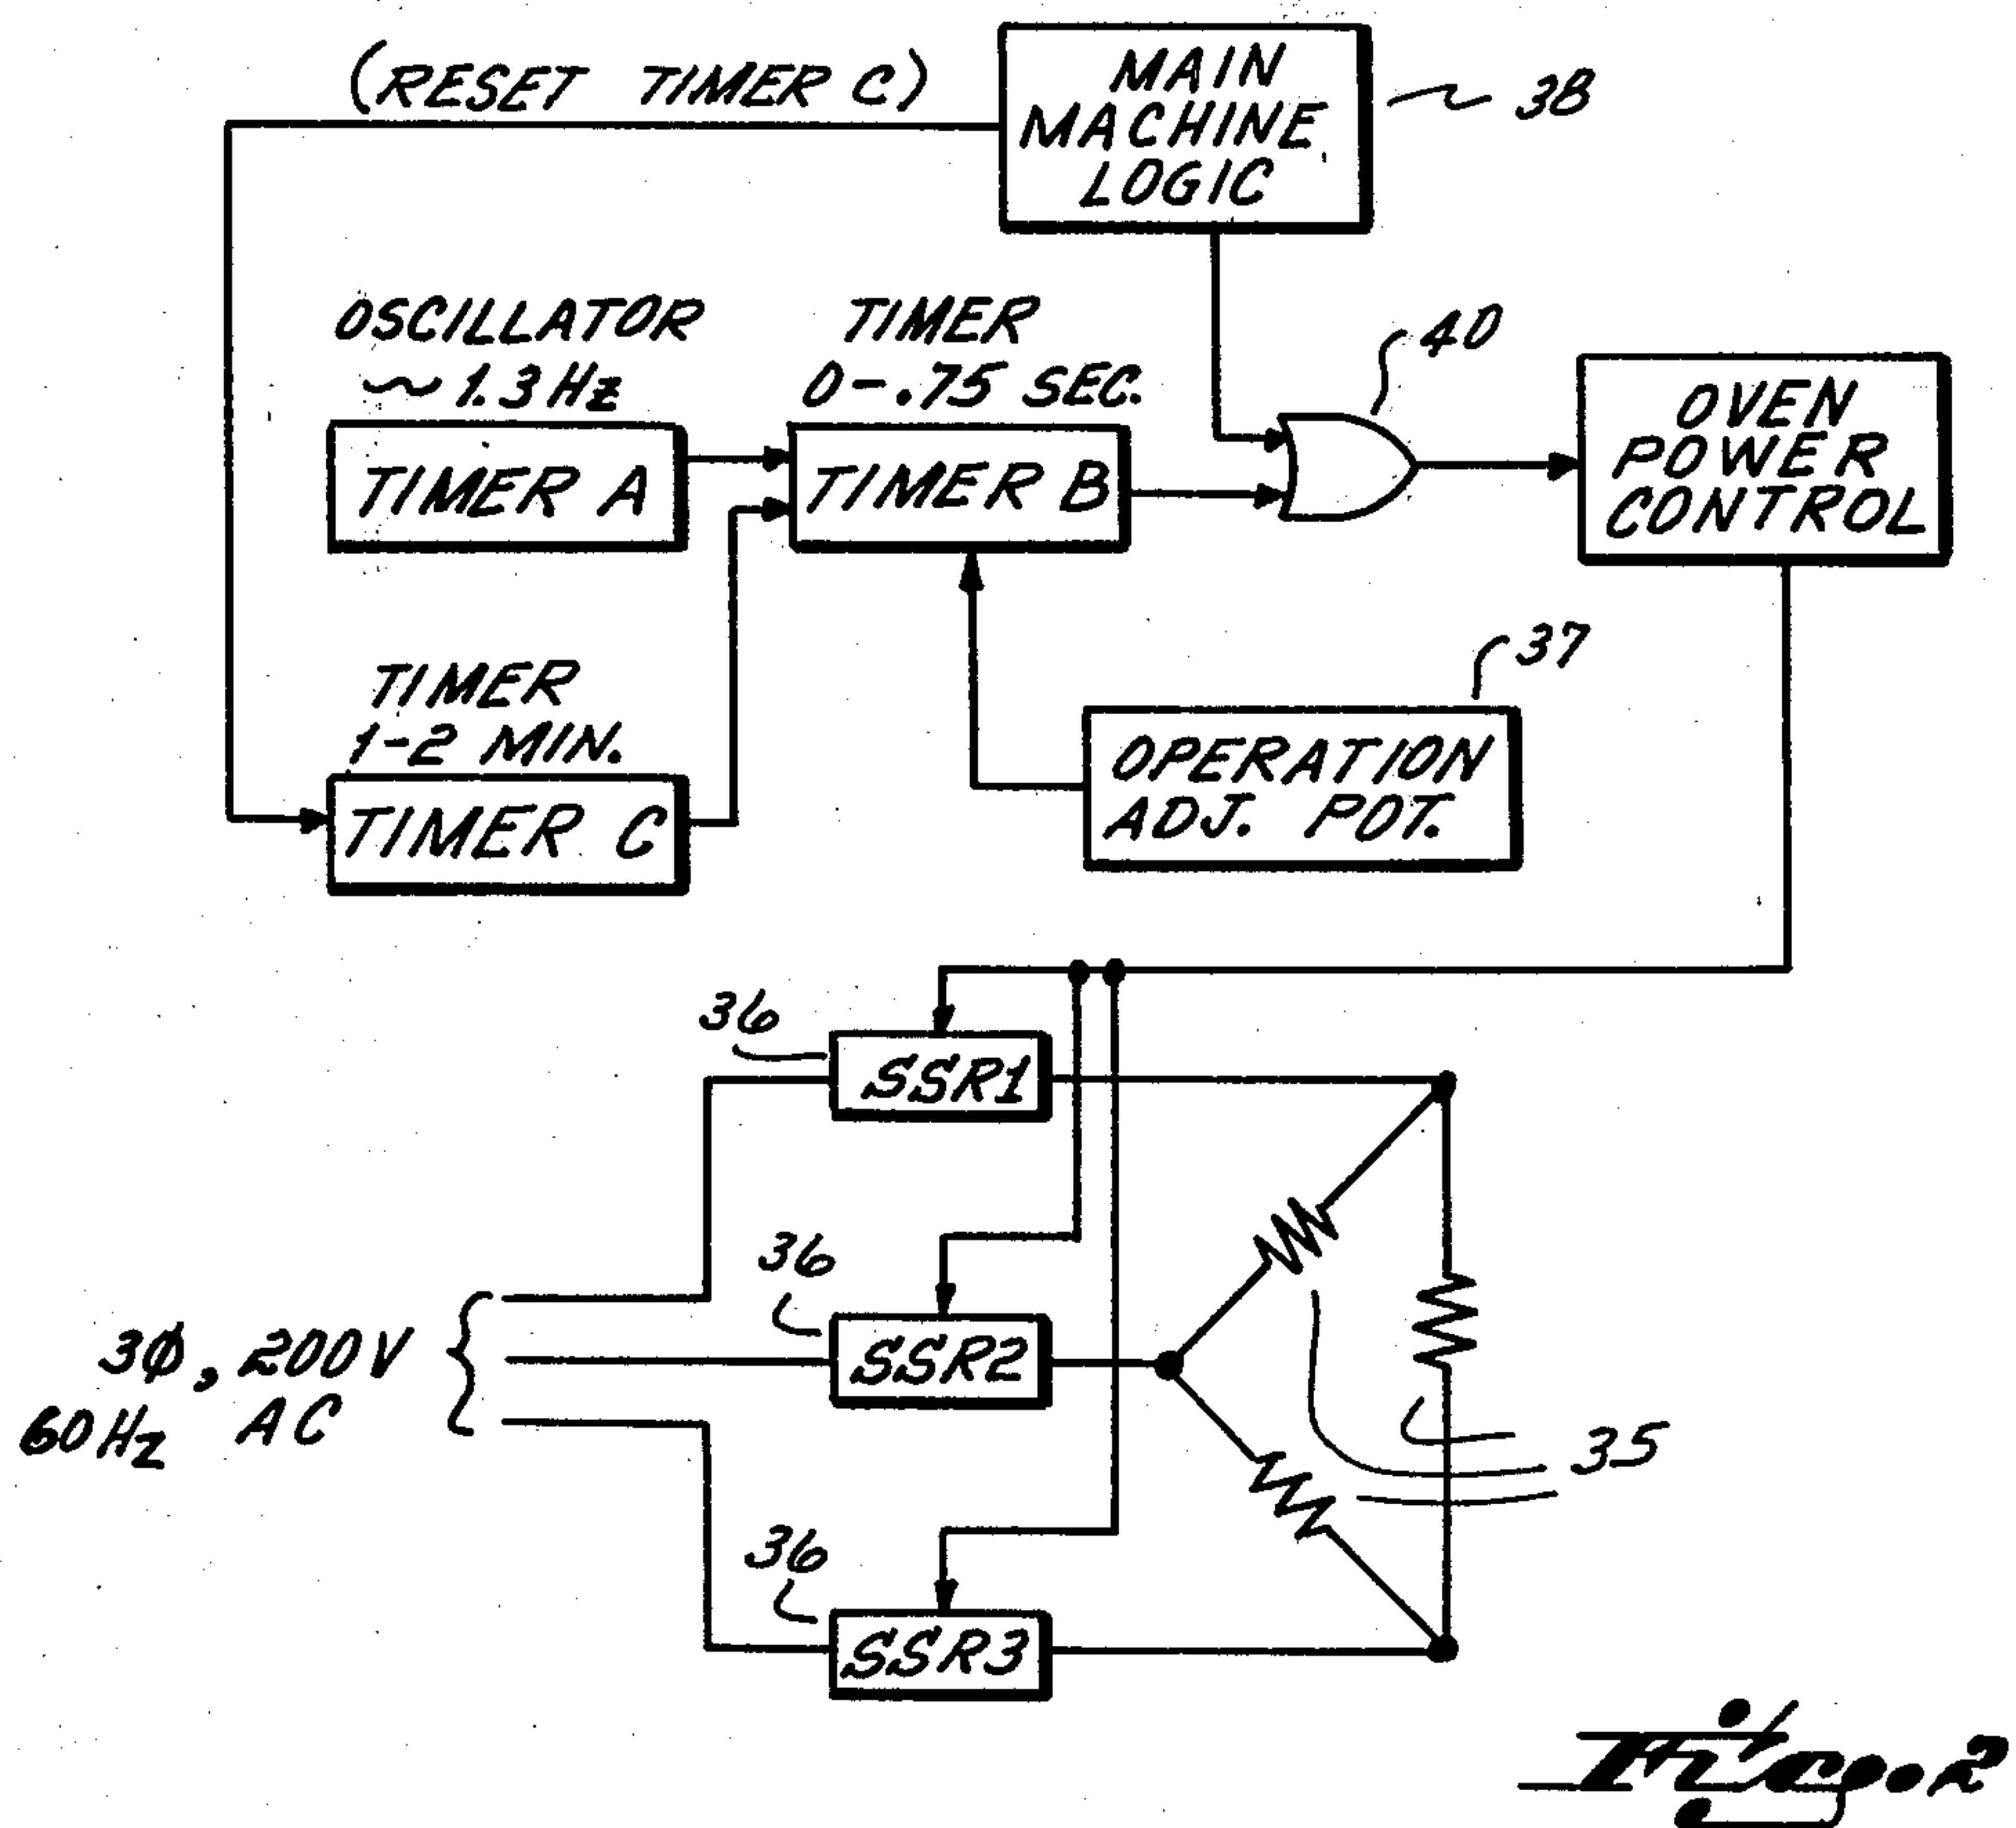 (RESET TIMER C)
MAIN
MACHINE
LOGIC
38
OSCILLATOR
~ 1.3 Hz
TIMER A
TIMER
0-.75 SEC.
TIMER B
40
OVEN
POWER
CONTROL
TIMER
1-2 MIN.
TIMER C
37
OPERATION
ADJ. POT.
36
SSR1
36
SSR2
3Ø, 200V
60Hz AC
35
36
SSR3
Fig. 2